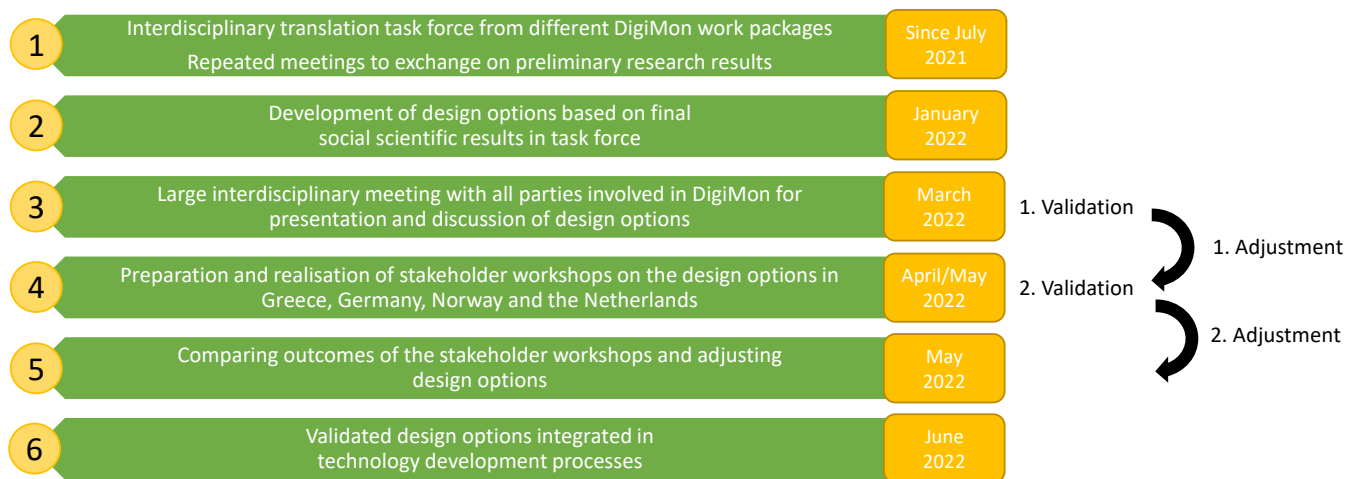 1
Interdisciplinary translation task force from different DigiMon work packages
Repeated meetings to exchange on preliminary research results
Since July
2021
2
Development of design options based on final
social scientific results in task force
January
2022
3
Large interdisciplinary meeting with all parties involved in DigiMon for
presentation and discussion of design options
March
2022
1. Validation
1. Adjustment
4
Preparation and realisation of stakeholder workshops on the design options in
Greece, Germany, Norway and the Netherlands
April/May
2022
2. Validation
2. Adjustment
5
Comparing outcomes of the stakeholder workshops and adjusting
design options
May
2022
6
Validated design options integrated in
technology development processes
June
2022